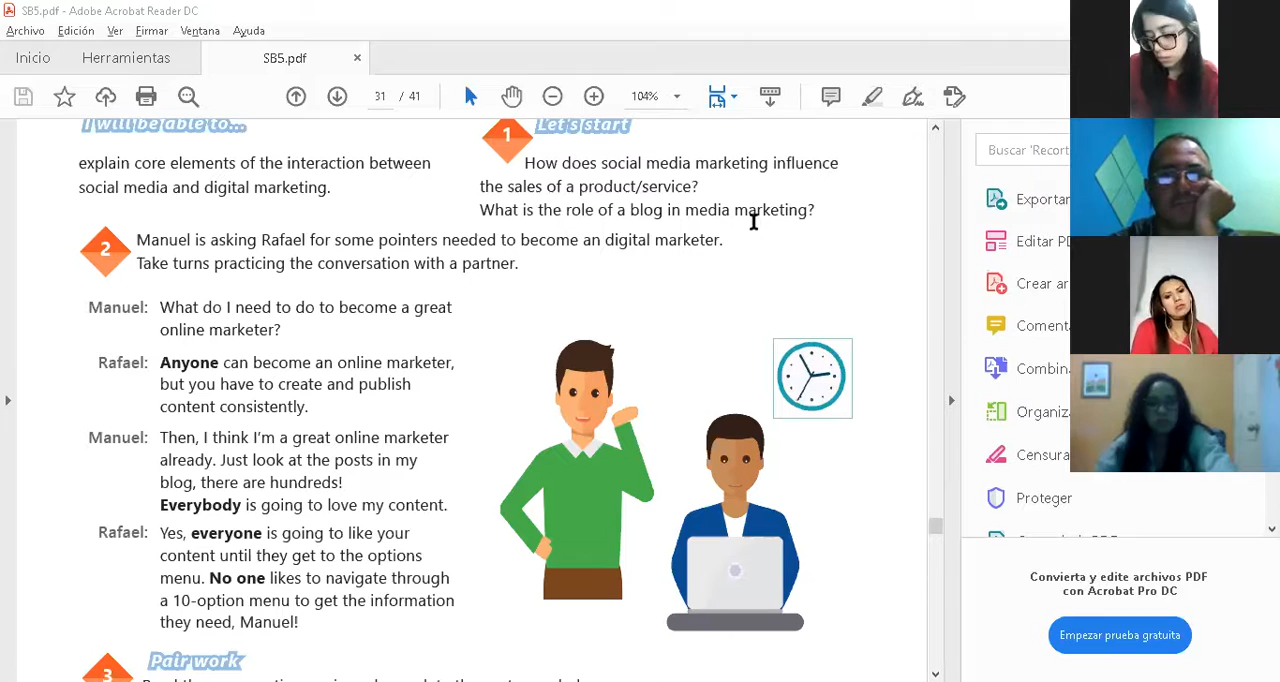 SB5.pdf - Adobe Acrobat Reader DC
Archivo Edición Ver Firmar Ventana Ayuda
Inicio Herramientas SB5.pdf ×
31 / 41 104%
I will be able to...
explain core elements of the interaction between
social media and digital marketing.
1 Let's start
How does social media marketing influence
the sales of a product/service?
What is the role of a blog in media marketing?
2 Manuel is asking Rafael for some pointers needed to become an digital marketer.
Take turns practicing the conversation with a partner.
Manuel: What do I need to do to become a great
online marketer?
Rafael: Anyone can become an online marketer,
but you have to create and publish
content consistently.
Manuel: Then, I think I'm a great online marketer
already. Just look at the posts in my
blog, there are hundreds!
Everybody is going to love my content.
Rafael: Yes, everyone is going to like your
content until they get to the options
menu. No one likes to navigate through
a 10-option menu to get the information
they need, Manuel!
3 Pair work
Buscar 'Recort
Exportar
Editar PD
Crear ar
Coment
Combin
Organiz
Censura
Proteger
Convierta y edite archivos PDF
con Acrobat Pro DC
Empezar prueba gratuita